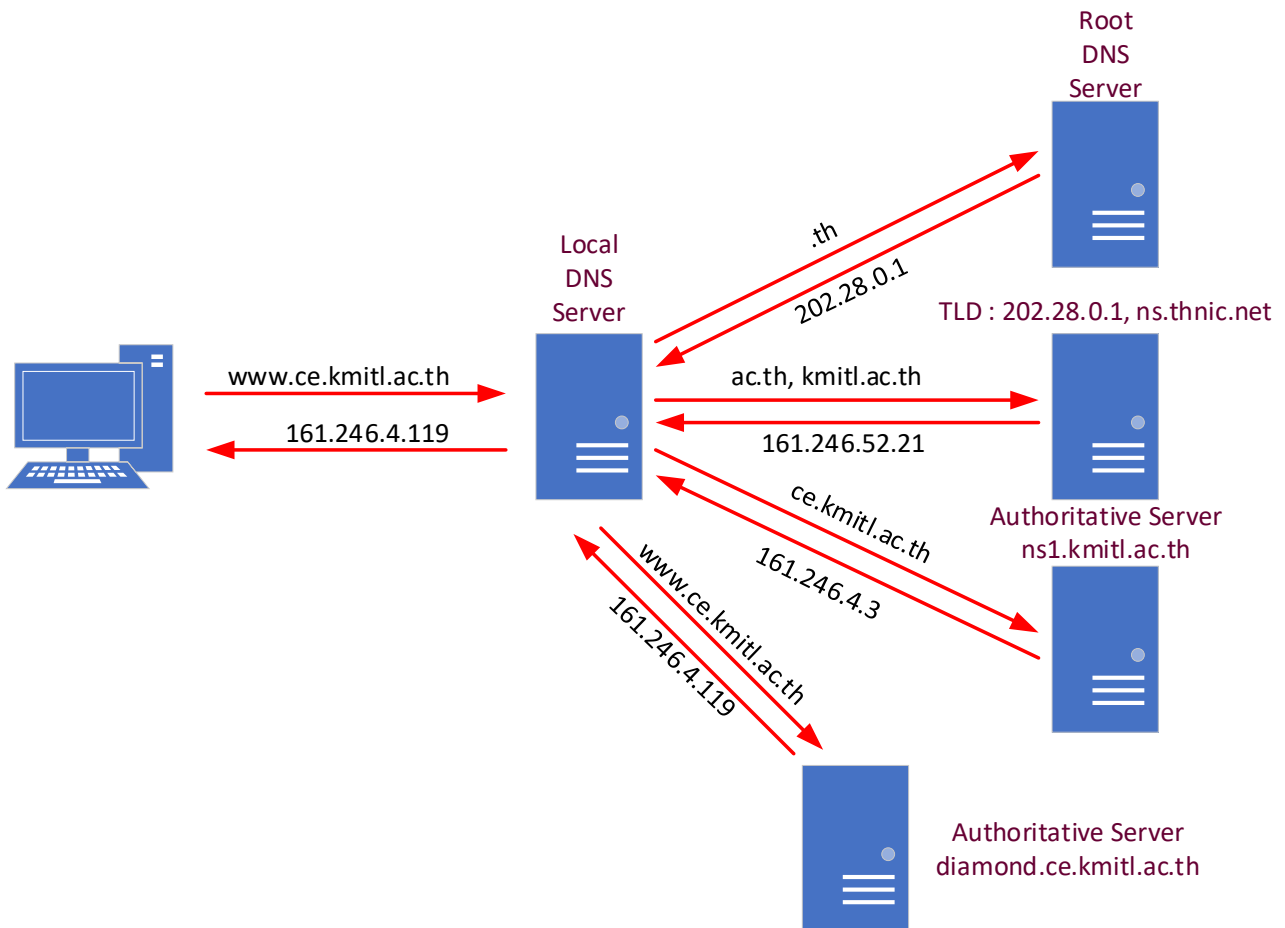 Root
DNS
Server
.th
202.28.0.1
Local
DNS
Server
TLD : 202.28.0.1, ns.thnic.net
www.ce.kmitl.ac.th
161.246.4.119
ac.th, kmitl.ac.th
161.246.52.21
ce.kmitl.ac.th
161.246.4.3
Authoritative Server
ns1.kmitl.ac.th
www.ce.kmitl.ac.th
161.246.4.119
Authoritative Server
diamond.ce.kmitl.ac.th